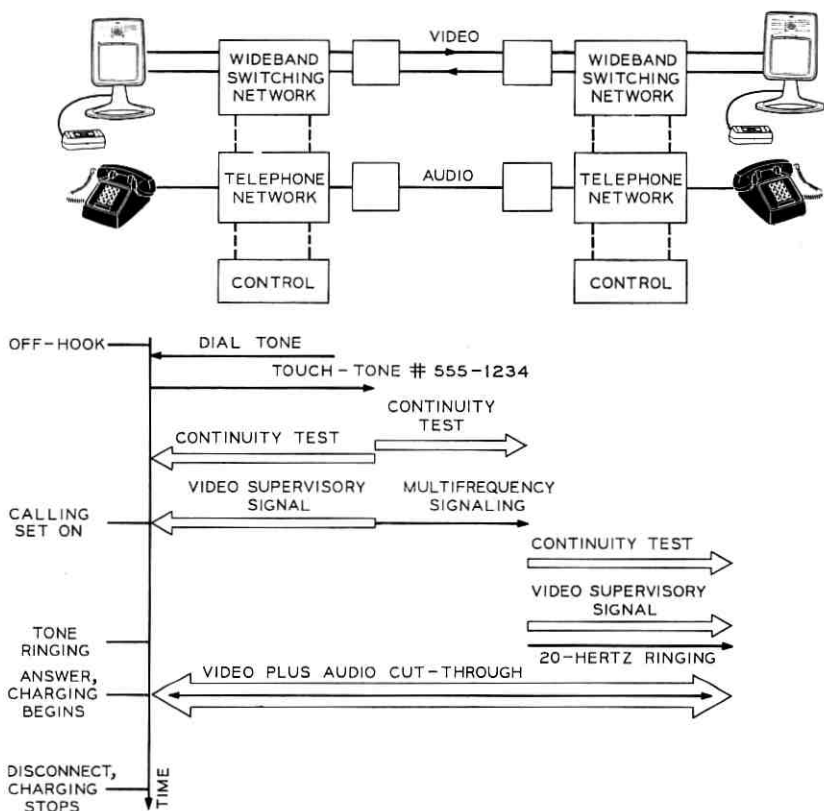 VIDEO
WIDEBAND
SWITCHING
NETWORK
WIDEBAND
SWITCHING
NETWORK
TELEPHONE
NETWORK
AUDIO
TELEPHONE
NETWORK
CONTROL
CONTROL
OFF-HOOK
DIAL TONE
TOUCH-TONE # 555-1234
CONTINUITY
TEST
CONTINUITY TEST
VIDEO SUPERVISORY
SIGNAL
MULTIFREQUENCY
SIGNALING
CALLING
SET ON
CONTINUITY TEST
VIDEO SUPERVISORY
SIGNAL
TONE
RINGING
20-HERTZ RINGING
ANSWER,
CHARGING
BEGINS
VIDEO PLUS AUDIO CUT-THROUGH
DISCONNECT,
CHARGING
STOPS
TIME